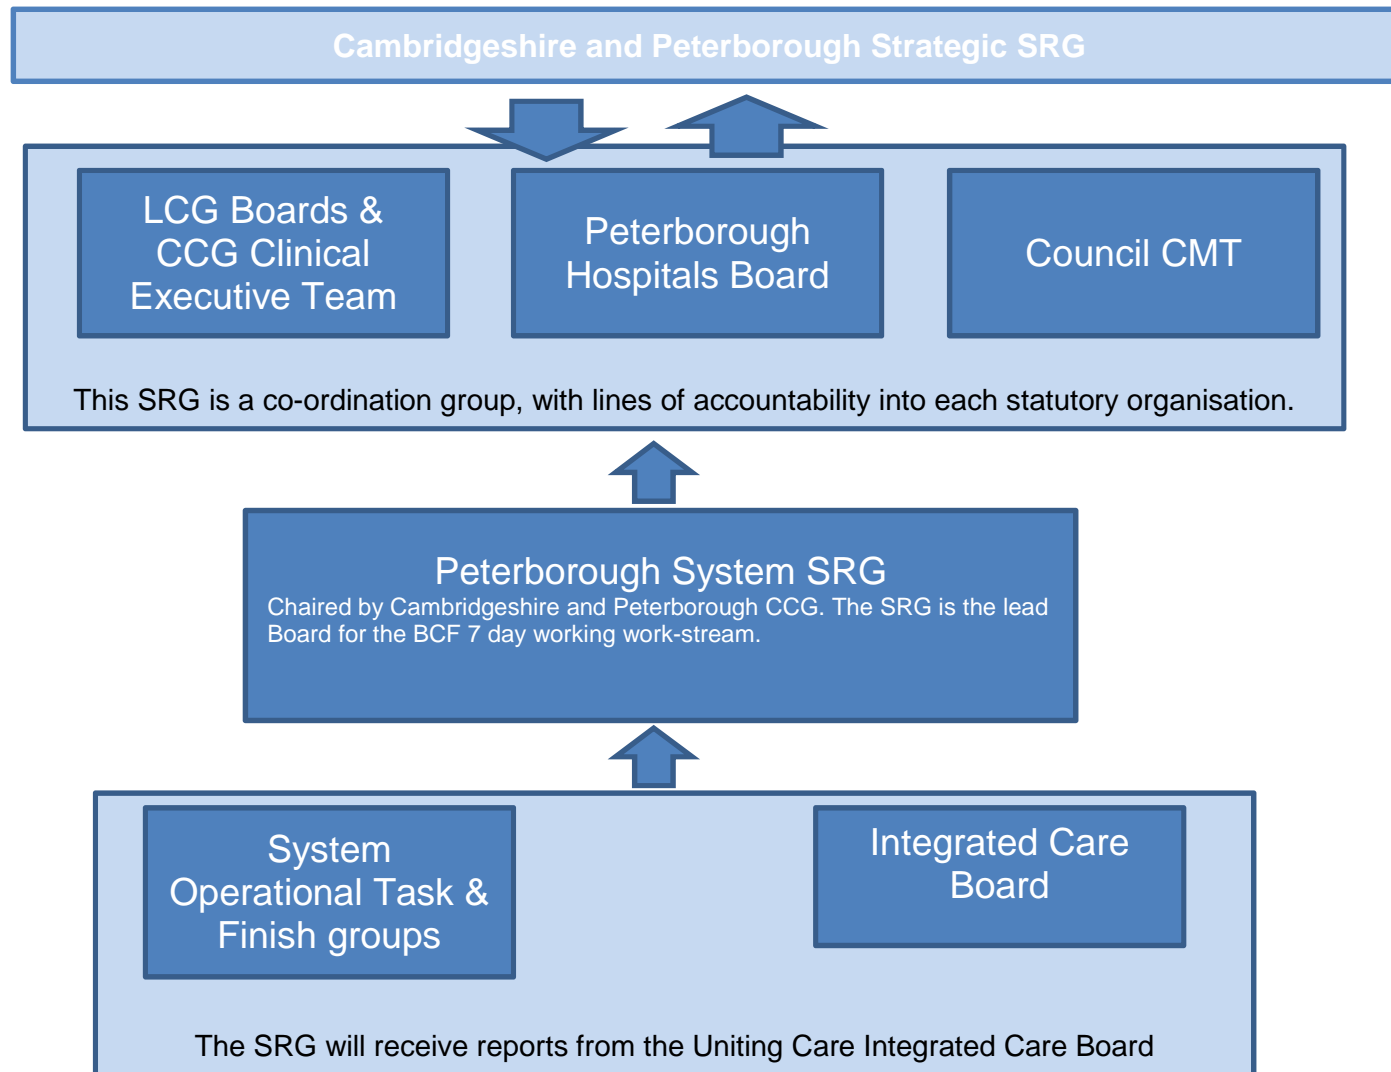 Cambridgeshire and Peterborough Strategic SRG
LCG Boards &
CCG Clinical
Executive Team
Peterborough
Hospitals Board
Council CMT
This SRG is a co-ordination group, with lines of accountability into each statutory organisation.
Peterborough System SRG
Chaired by Cambridgeshire and Peterborough CCG. The SRG is the lead
Board for the BCF 7 day working work-stream.
System
Operational Task &
Finish groups
Integrated Care
Board
The SRG will receive reports from the Uniting Care Integrated Care Board